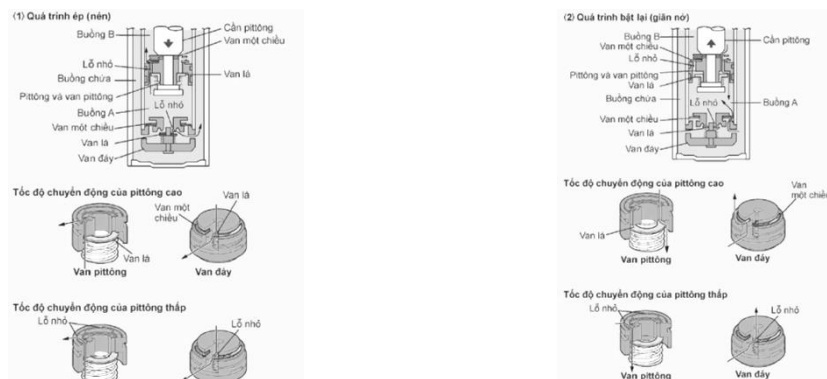 (1) Quá trình ép (nén)
Buồng B
Cần pittông
Van một chiều
Lỗ nhỏ
Van lá
Buồng chứa
Pittông và van pittông
Buồng A
Lỗ nhỏ
Van một chiều
Van lá
Van đáy
Tốc độ chuyển động của pittông cao
Van một chiều
Van lá
Van lá
Van pittông
Van đáy
Tốc độ chuyển động của pittông thấp
Lỗ nhỏ
Lỗ nhỏ
(2) Quá trình bật lại (giãn nở)
Buồng B
Van một chiều
Cần pittông
Lỗ nhỏ
Pittông và van pittông
Van lá
Buồng chứa
Lỗ nhỏ
Buồng A
Van một chiều
Van lá
Van đáy
Tốc độ chuyển động của pittông cao
Van một chiều
Van lá
Van pittông
Van đáy
Tốc độ chuyển động của pittông thấp
Lỗ nhỏ
Lỗ nhỏ
Van pittông
Van đáy